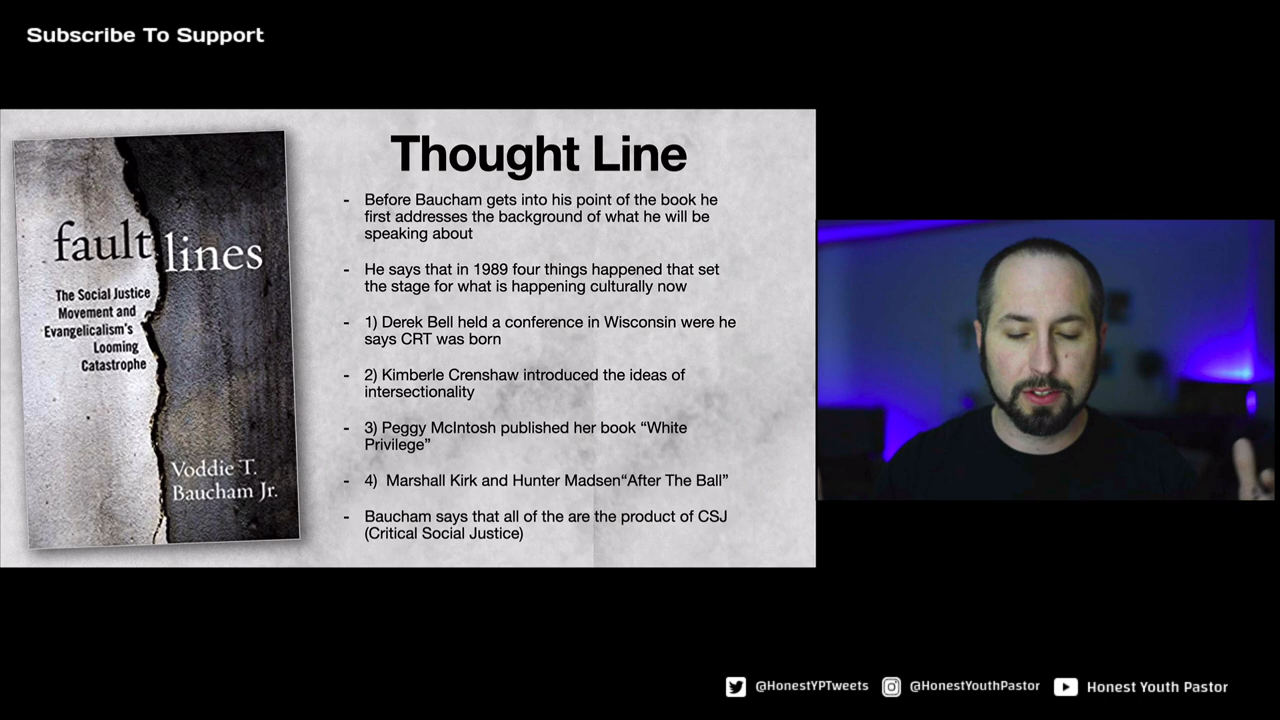 Subscribe To Support
fault lines
The Social Justice
Movement and
Evangelicalism's
Looming
Catastrophe
Voddie T.
Baucham Jr.
Thought Line
- Before Baucham gets into his point of the book he
first addresses the background of what he will be
speaking about
- He says that in 1989 four things happened that set
the stage for what is happening culturally now
- 1) Derek Bell held a conference in Wisconsin were he
says CRT was born
- 2) Kimberle Crenshaw introduced the ideas of
intersectionality
- 3) Peggy McIntosh published her book “White
Privilege”
- 4) Marshall Kirk and Hunter Madsen“After The Ball”
- Baucham says that all of the are the product of CSJ
(Critical Social Justice)
@HonestYPTweets
@HonestYouthPastor
Honest Youth Pastor